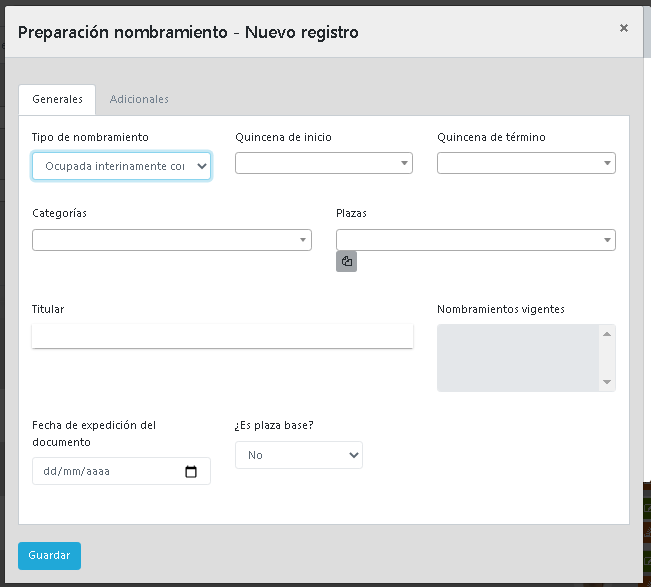 Preparación nombramiento - Nuevo registro
×
Generales
Adicionales
Tipo de nombramiento
Quincena de inicio
Quincena de término
Ocupada interinamente cor
Categorías
Plazas
Titular
Nombramientos vigentes
Fecha de expedición del
documento
¿Es plaza base?
dd/mm/aaaa
No
Guardar